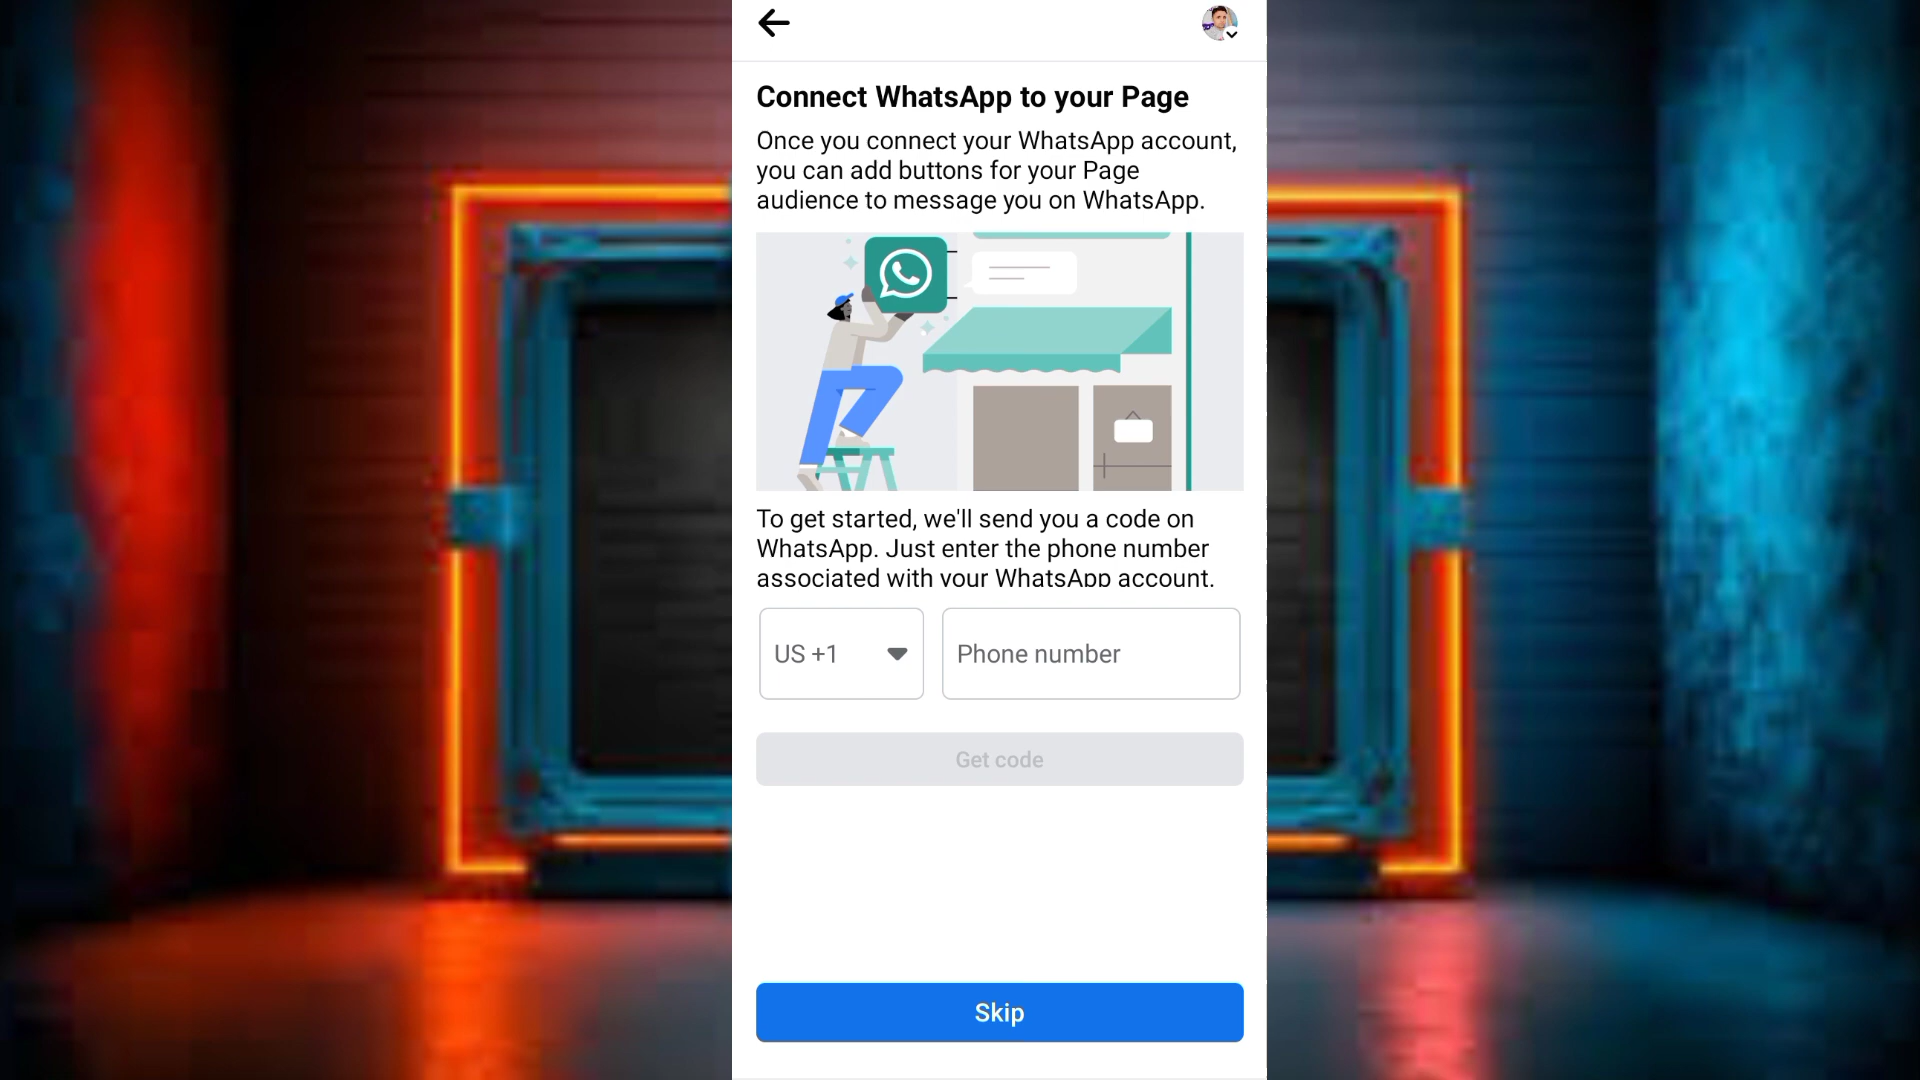 Connect WhatsApp to your Page
Once you connect your WhatsApp account,
you can add buttons for your Page
audience to message you on WhatsApp.
To get started, we'll send you a code on
WhatsApp. Just enter the phone number
associated with your WhatsApp account.
US +1
Phone number
Get code
Skip